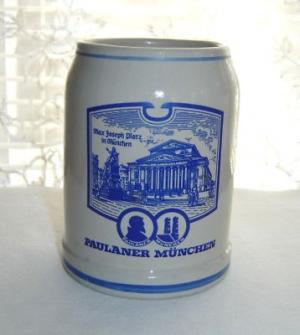 Max Joseph Platz
in München
PAULANER MÜNCHEN